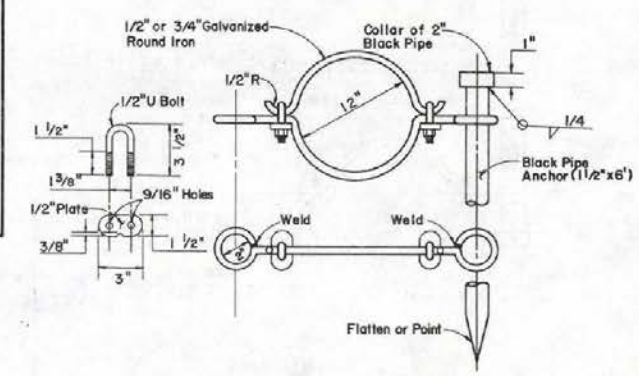 1/2" or 3/4" Galvanized
Round Iron
Collar of 2"
Black Pipe
1"
1/2" R
12"
1/2" U Bolt
1 1/2"
3 1/2"
1/4
1 3/8"
9/16" Holes
Black Pipe
Anchor (1 1/2" x 6')
1/2" Plate
Weld
Weld
3/8"
1 1/2"
2"
3"
Flatten or Point